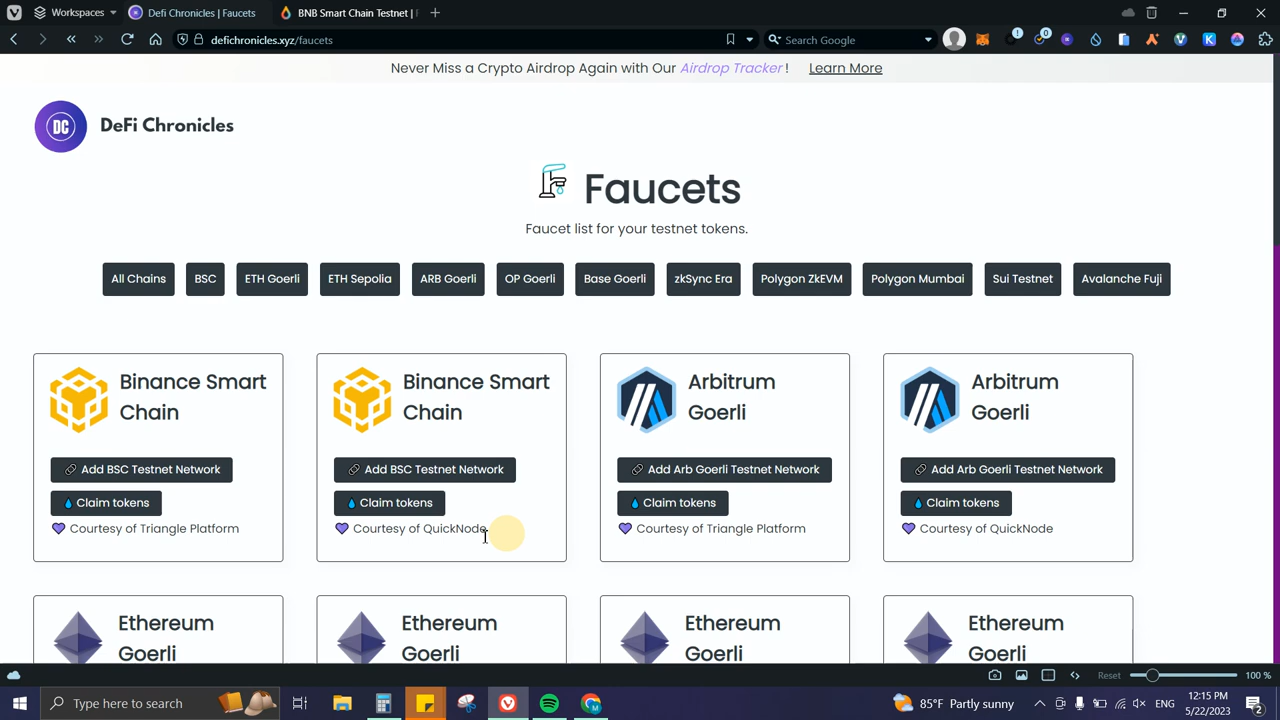 Workspaces
Defi Chronicles | Faucets
BNB Smart Chain Testnet |
defichronicles.xyz/faucets
Search Google
Never Miss a Crypto Airdrop Again with Our Airdrop Tracker ! Learn More
DC
DeFi Chronicles
Faucets
Faucet list for your testnet tokens.
All Chains
BSC
ETH Goerli
ETH Sepolia
ARB Goerli
OP Goerli
Base Goerli
zkSync Era
Polygon ZkEVM
Polygon Mumbai
Sui Testnet
Avalanche Fuji
Binance Smart
Chain
Add BSC Testnet Network
Claim tokens
Courtesy of Triangle Platform
Binance Smart
Chain
Add BSC Testnet Network
Claim tokens
Courtesy of QuickNode
Arbitrum
Goerli
Add Arb Goerli Testnet Network
Claim tokens
Courtesy of Triangle Platform
Arbitrum
Goerli
Add Arb Goerli Testnet Network
Claim tokens
Courtesy of QuickNode
Ethereum
Goerli
Ethereum
Goerli
Ethereum
Goerli
Ethereum
Goerli
Reset
100 %
Type here to search
85°F Partly sunny
ENG
12:15 PM
5/22/2023
2